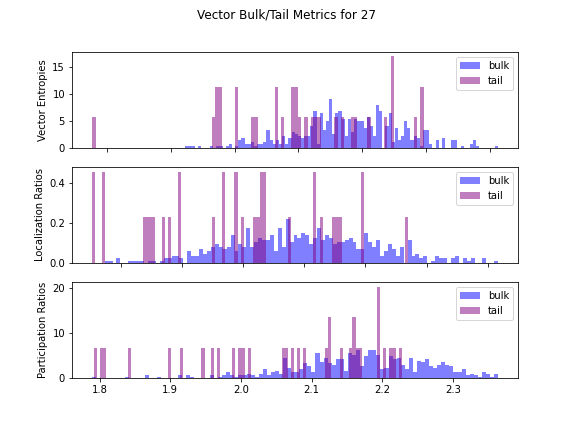 Vector Bulk/Tail Metrics for 27
Vector Entropies
15
10
5
0
bulk
tail
Localization Ratios
0.4
0.2
0.0
bulk
tail
Participation Ratios
20
10
0
bulk
tail
1.8 1.9 2.0 2.1 2.2 2.3